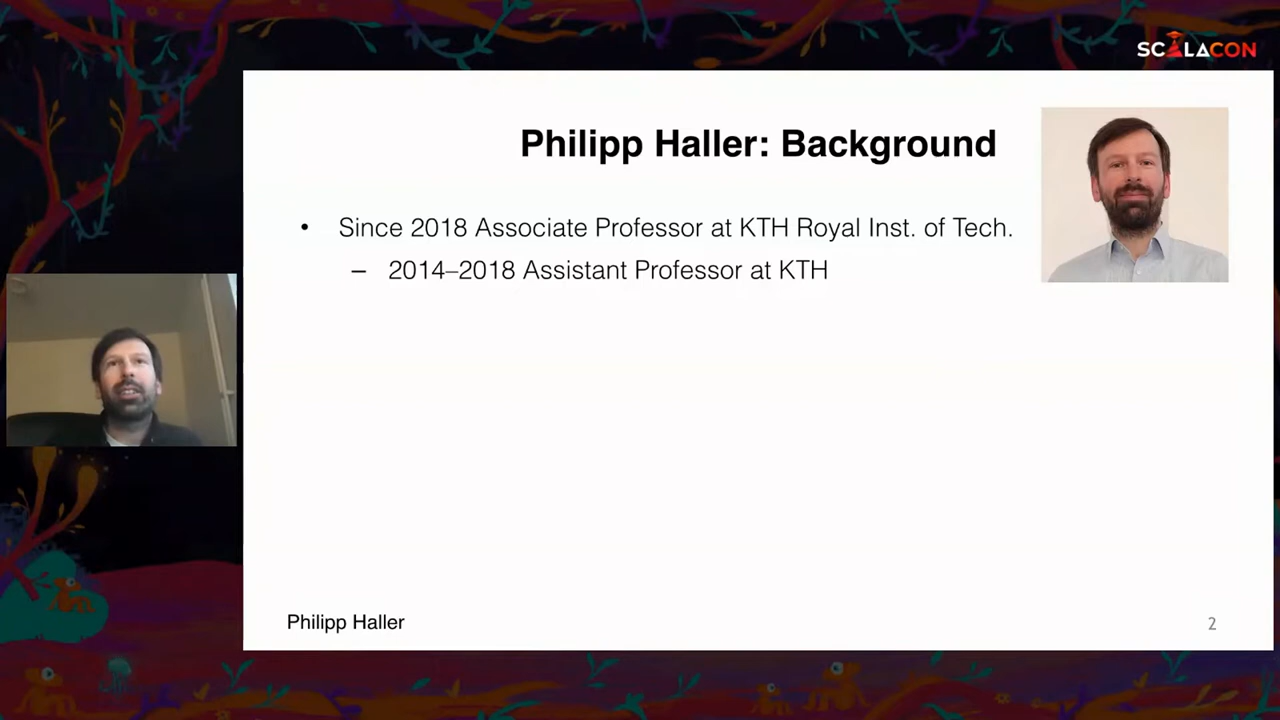 SCALACON
Philipp Haller: Background
• Since 2018 Associate Professor at KTH Royal Inst. of Tech.
– 2014–2018 Assistant Professor at KTH
Philipp Haller
2